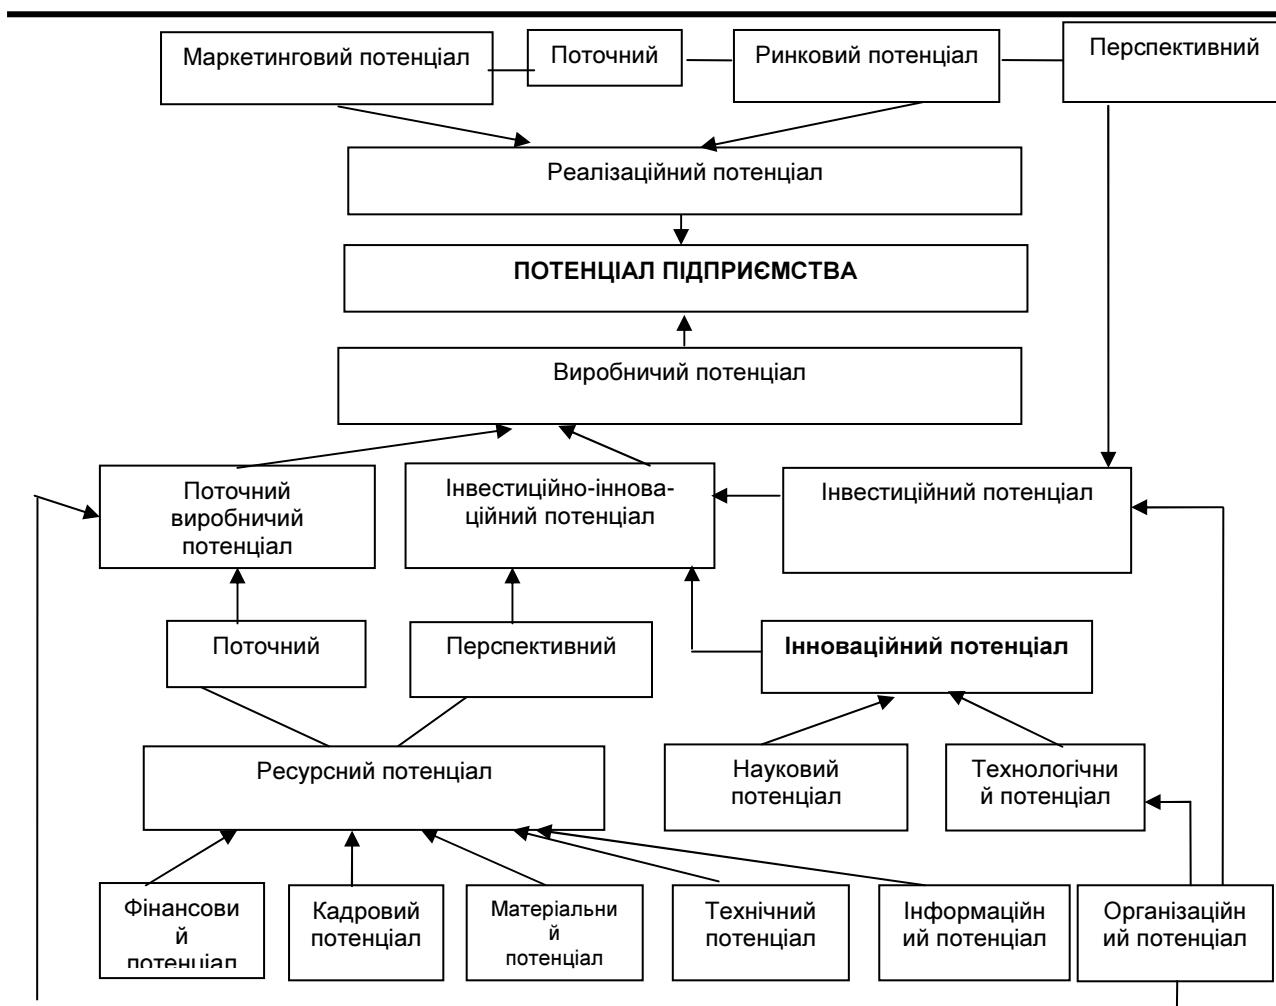 Маркетинговий потенціал
Поточний
Ринковий потенціал
Перспективний
Реалізаційний потенціал
ПОТЕНЦІАЛ ПІДПРИЄМСТВА
Виробничий потенціал
Поточний
виробничий
потенціал
Інвестиційно-іннова-
ційний потенціал
Інвестиційний потенціал
Поточний
Перспективний
Інноваційний потенціал
Ресурсний потенціал
Науковий
потенціал
Технологічни
й потенціал
Фінансови
й
потенціал
Кадровий
потенціал
Матеріальни
й
потенціал
Технічний
потенціал
Інформаційн
ий потенціал
Організаційн
ий потенціал